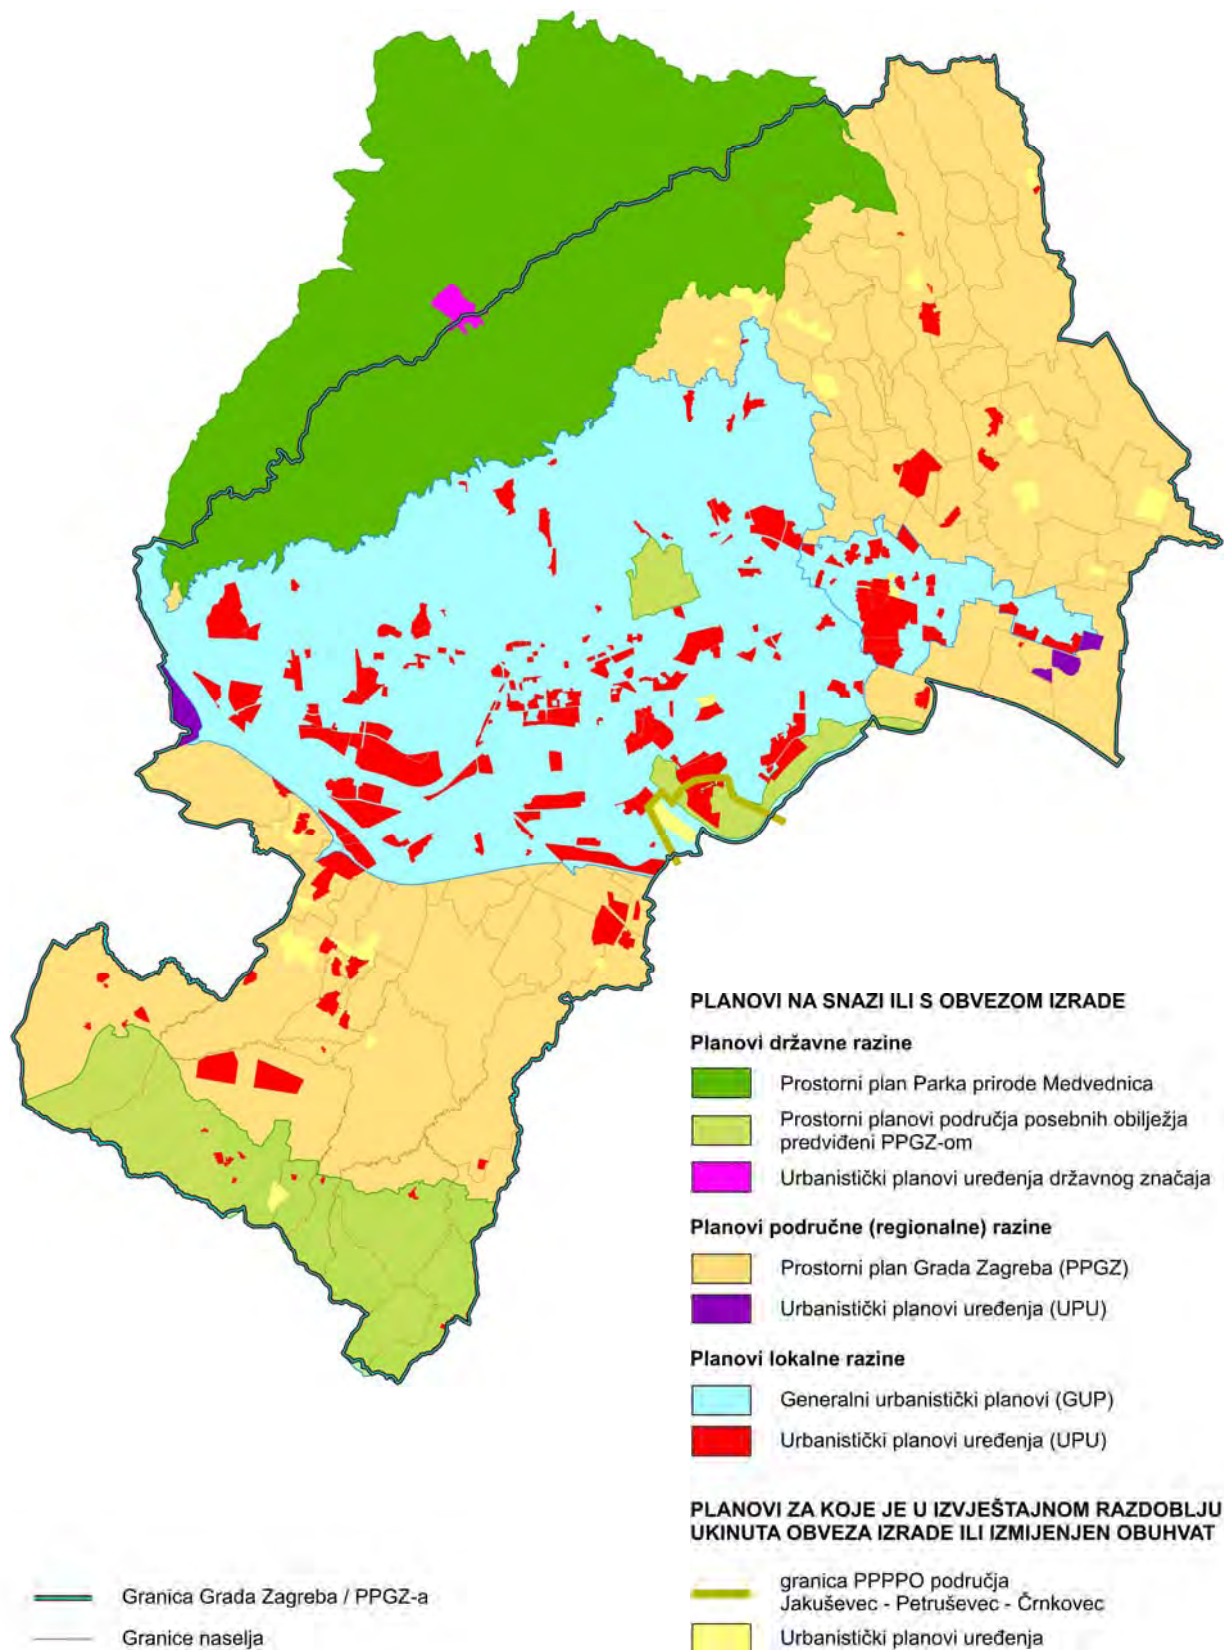 PLANOVI NA SNAZI ILI S OBVEZOM IZRADE
Planovi državne razine
Prostorni plan Parka prirode Medvednica
Prostorni planovi područja posebnih obilježja
predviđeni PPGZ-om
Urbanistički planovi uređenja državnog značaja
Planovi područne (regionalne) razine
Prostorni plan Grada Zagreba (PPGZ)
Urbanistički planovi uređenja (UPU)
Planovi lokalne razine
Generalni urbanistički planovi (GUP)
Urbanistički planovi uređenja (UPU)
PLANOVI ZA KOJE JE U IZVJEŠTAJNOM RAZDOBLJU
UKINUTA OBVEZA IZRADE ILI IZMIJENJEN OBUHVAT
granica PPPPO područja
Jakuševec - Petruševec - Črnkovec
Urbanistički planovi uređenja
Granica Grada Zagreba / PPGZ-a
Granice naselja